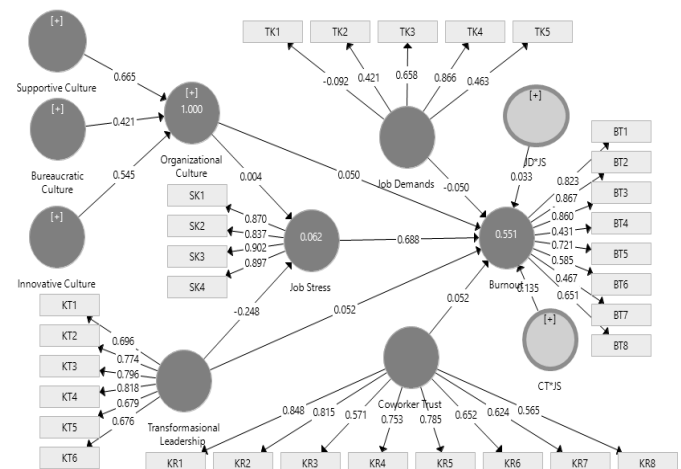 [+]
Supportive Culture
[+]
Bureaucratic
Culture
[+]
Innovative Culture
0.665
0.421
0.545
[+]
1.000
Organizational
Culture
0.004
0.050
TK1
TK2
TK3
TK4
TK5
-0.092
0.421
0.658
0.866
0.463
Job Demands
-0.050
[+]
JD*JS
0.033
SK1
SK2
SK3
SK4
0.870
0.837
0.902
0.897
0.062
Job Stress
0.688
-0.248
0.052
0.551
Burnout
0.823
0.867
0.860
0.431
0.721
0.585
0.467
0.651
BT1
BT2
BT3
BT4
BT5
BT6
BT7
BT8
0.135
[+]
CT*JS
KT1
KT2
KT3
KT4
KT5
KT6
0.696
0.774
0.796
0.818
0.679
0.676
Transformasional
Leadership
0.052
Coworker Trust
0.848
0.815
0.571
0.753
0.785
0.652
0.624
0.565
KR1
KR2
KR3
KR4
KR5
KR6
KR7
KR8